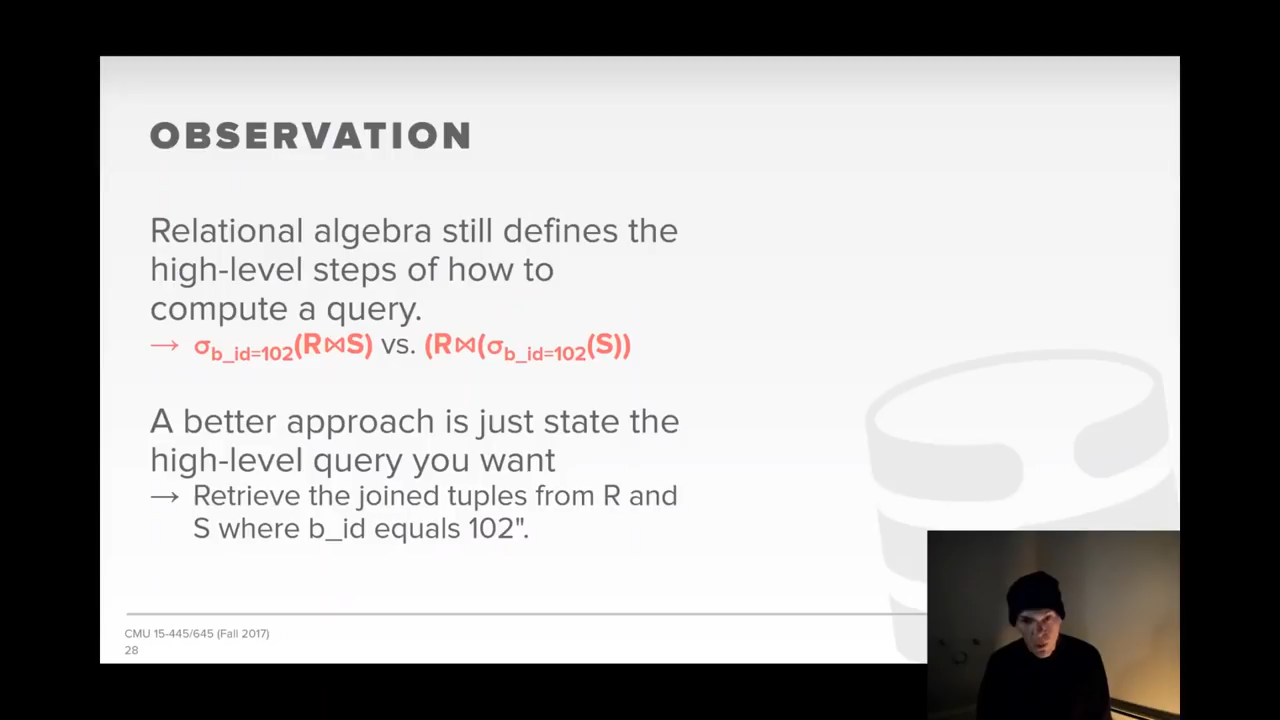 OBSERVATION
Relational algebra still defines the
high-level steps of how to
compute a query.
→ σb_id=102(R⋈S) vs. (R⋈(σb_id=102(S))
A better approach is just state the
high-level query you want
→ Retrieve the joined tuples from R and
S where b_id equals 102".
CMU 15-445/645 (Fall 2017)
28